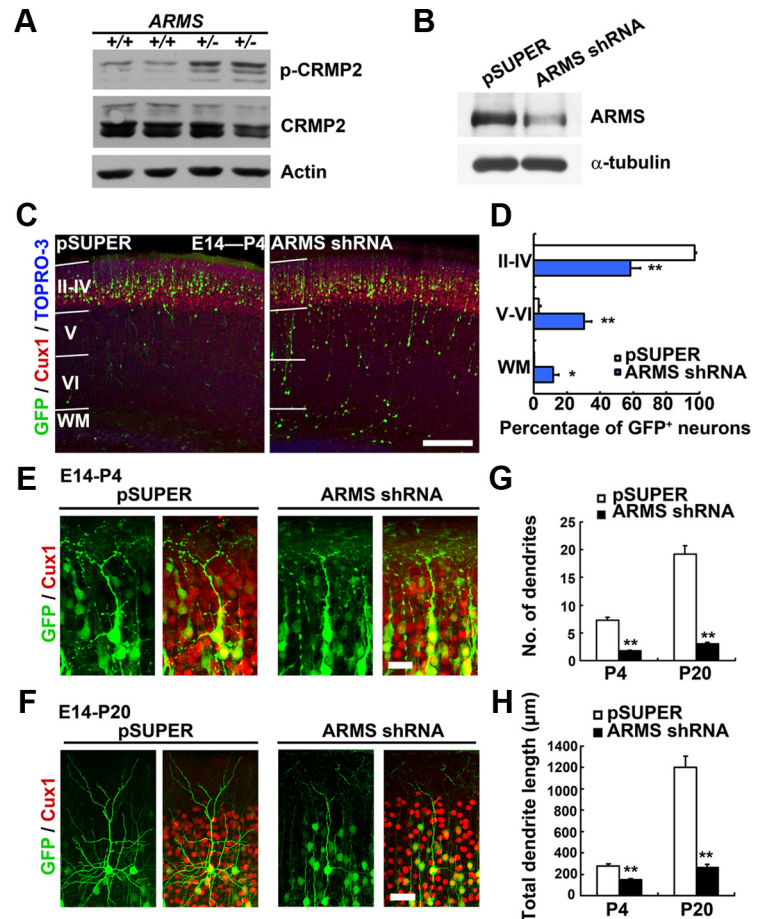 A
ARMS
+/+ +/+ +/- +/-
p-CRMP2
CRMP2
Actin
B
pSUPER ARMS shRNA
ARMS
α-tubulin
C
GFP / Cux1 / TOPRO-3
pSUPER E14—P4 ARMS shRNA
II-IV
V
VI
WM
D
II-IV
**
V-VI
**
WM
*
pSUPER
ARMS shRNA
0 20 40 60 80 100
Percentage of GFP+ neurons
E
E14-P4
pSUPER ARMS shRNA
GFP / Cux1
G
pSUPER
ARMS shRNA
No. of dendrites
25
20
15
10
5
0
** **
P4 P20
F
E14-P20
pSUPER ARMS shRNA
GFP / Cux1
H
pSUPER
ARMS shRNA
Total dendrite length (µm)
1400
1200
1000
800
600
400
200
0
** **
P4 P20